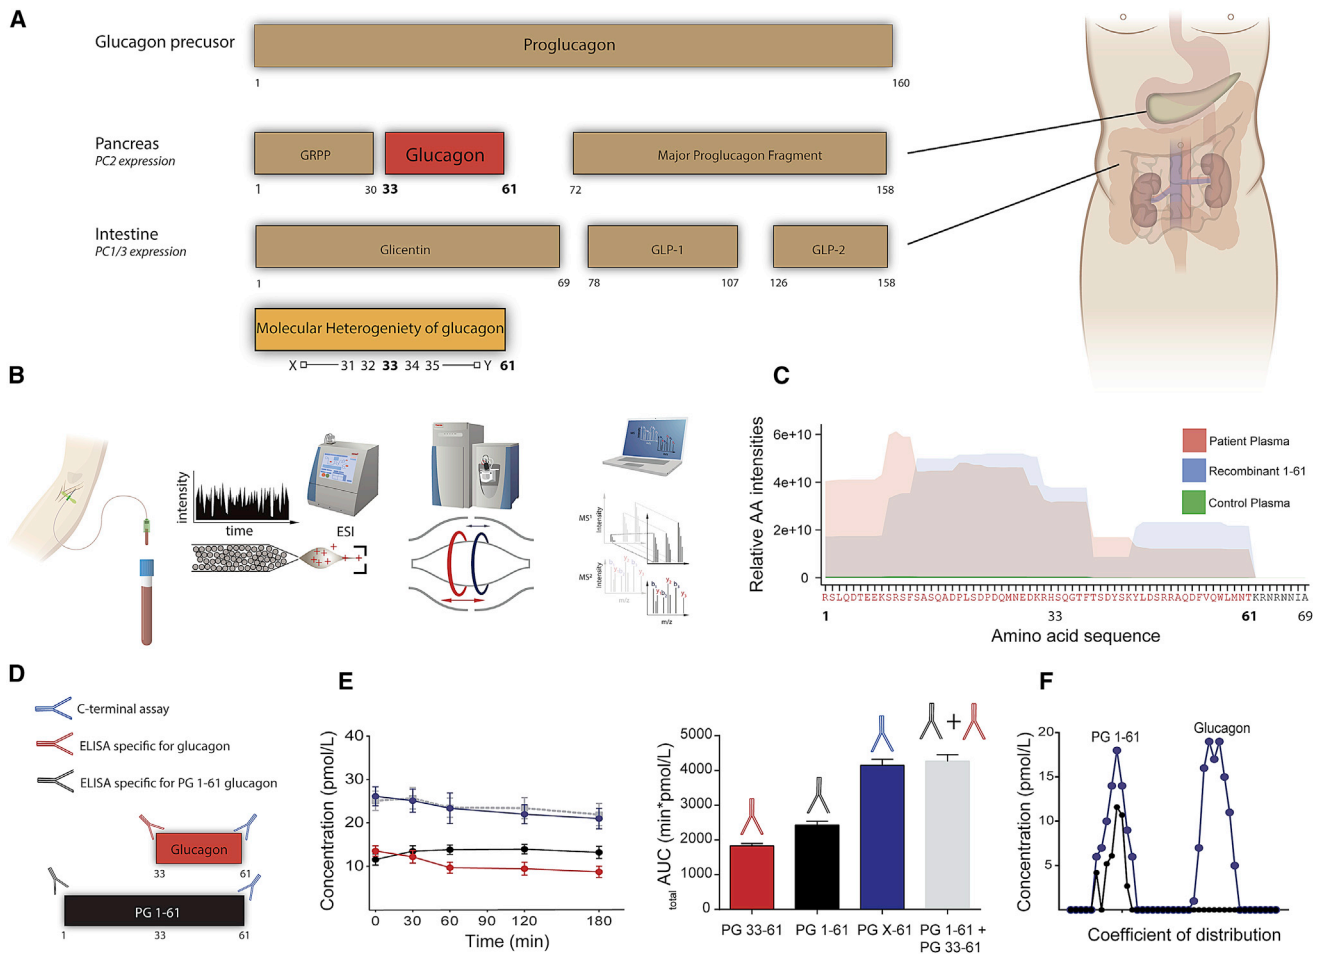 A
Glucagon precusor
Proglucagon
1 160
Pancreas
PC2 expression
GRPP
Glucagon
Major Proglucagon Fragment
1 30 33 61 72 158
Intestine
PC1/3 expression
Glicentin
GLP-1
GLP-2
1 69 78 107 126 158
Molecular Heterogeniety of glucagon
X 31 32 33 34 35 Y 61
B
intensity
time
ESI
MS¹
Intensity
MS²
Intensity
m/z
m/z
C
Relative AA intensities
6e+10
4e+10
2e+10
0
Patient Plasma
Recombinant 1-61
Control Plasma
RSLQDTEEKSRSFSASQADPLSDPDQMNEDKRHSQGTFTSDYSKYLDSRRAQDFVQWLMNTKRNRNNIA
1 33 61 69
Amino acid sequence
D
C-terminal assay
ELISA specific for glucagon
ELISA specific for PG 1-61 glucagon
Glucagon
33 61
PG 1-61
1 33 61
E
Concentration (pmol/L)
40
30
20
10
0 30 60 90 120 180
Time (min)
total AUC (min*pmol/L)
5000
4000
3000
2000
1000
0
+
PG 33-61 PG 1-61 PG X-61 PG 1-61 +
PG 33-61
F
Concentration (pmol/L)
20
15
10
5
PG 1-61
Glucagon
Coefficient of distribution